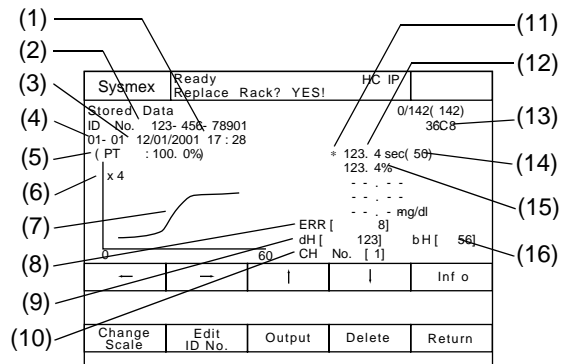 (1)
(2)
(3)
(4)
(5)
(6)
(7)
(8)
(9)
(10)
(11)
(12)
(13)
(14)
(15)
(16)
Sysmex Ready HC IP
Replace Rack? YES!
Stored Data 0/142( 142)
ID No. 123- 456- 78901 36C8
01- 01 12/01/2001 17 : 28
( PT : 100. 0%) * 123. 4 sec( 50)
x 4 123. 4%
- - . - -
- - . - -
- - . - mg/dl
ERR [ 8]
dH [ 123] bH [ 56]
0 60 CH No. [ 1]
← → ↑ ↓ Info
Change Scale Edit ID No. Output Delete Return